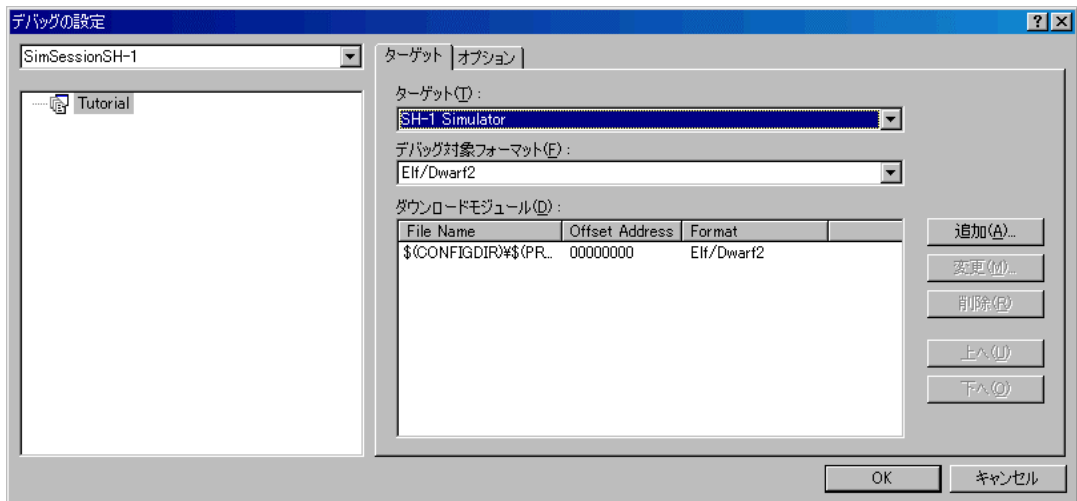 デバッグの設定
SimSessionSH-1
Tutorial
ターゲット オプション
ターゲット(T):
SH-1 Simulator
デバッグ対象フォーマット(F):
Elf/Dwarf2
ダウンロードモジュール(D):
File Name Offset Address Format
$(CONFIGDIR)¥$(PR... 00000000 Elf/Dwarf2
追加(A)...
変更(M)...
削除(R)
上へ(U)
下へ(O)
OK キャンセル